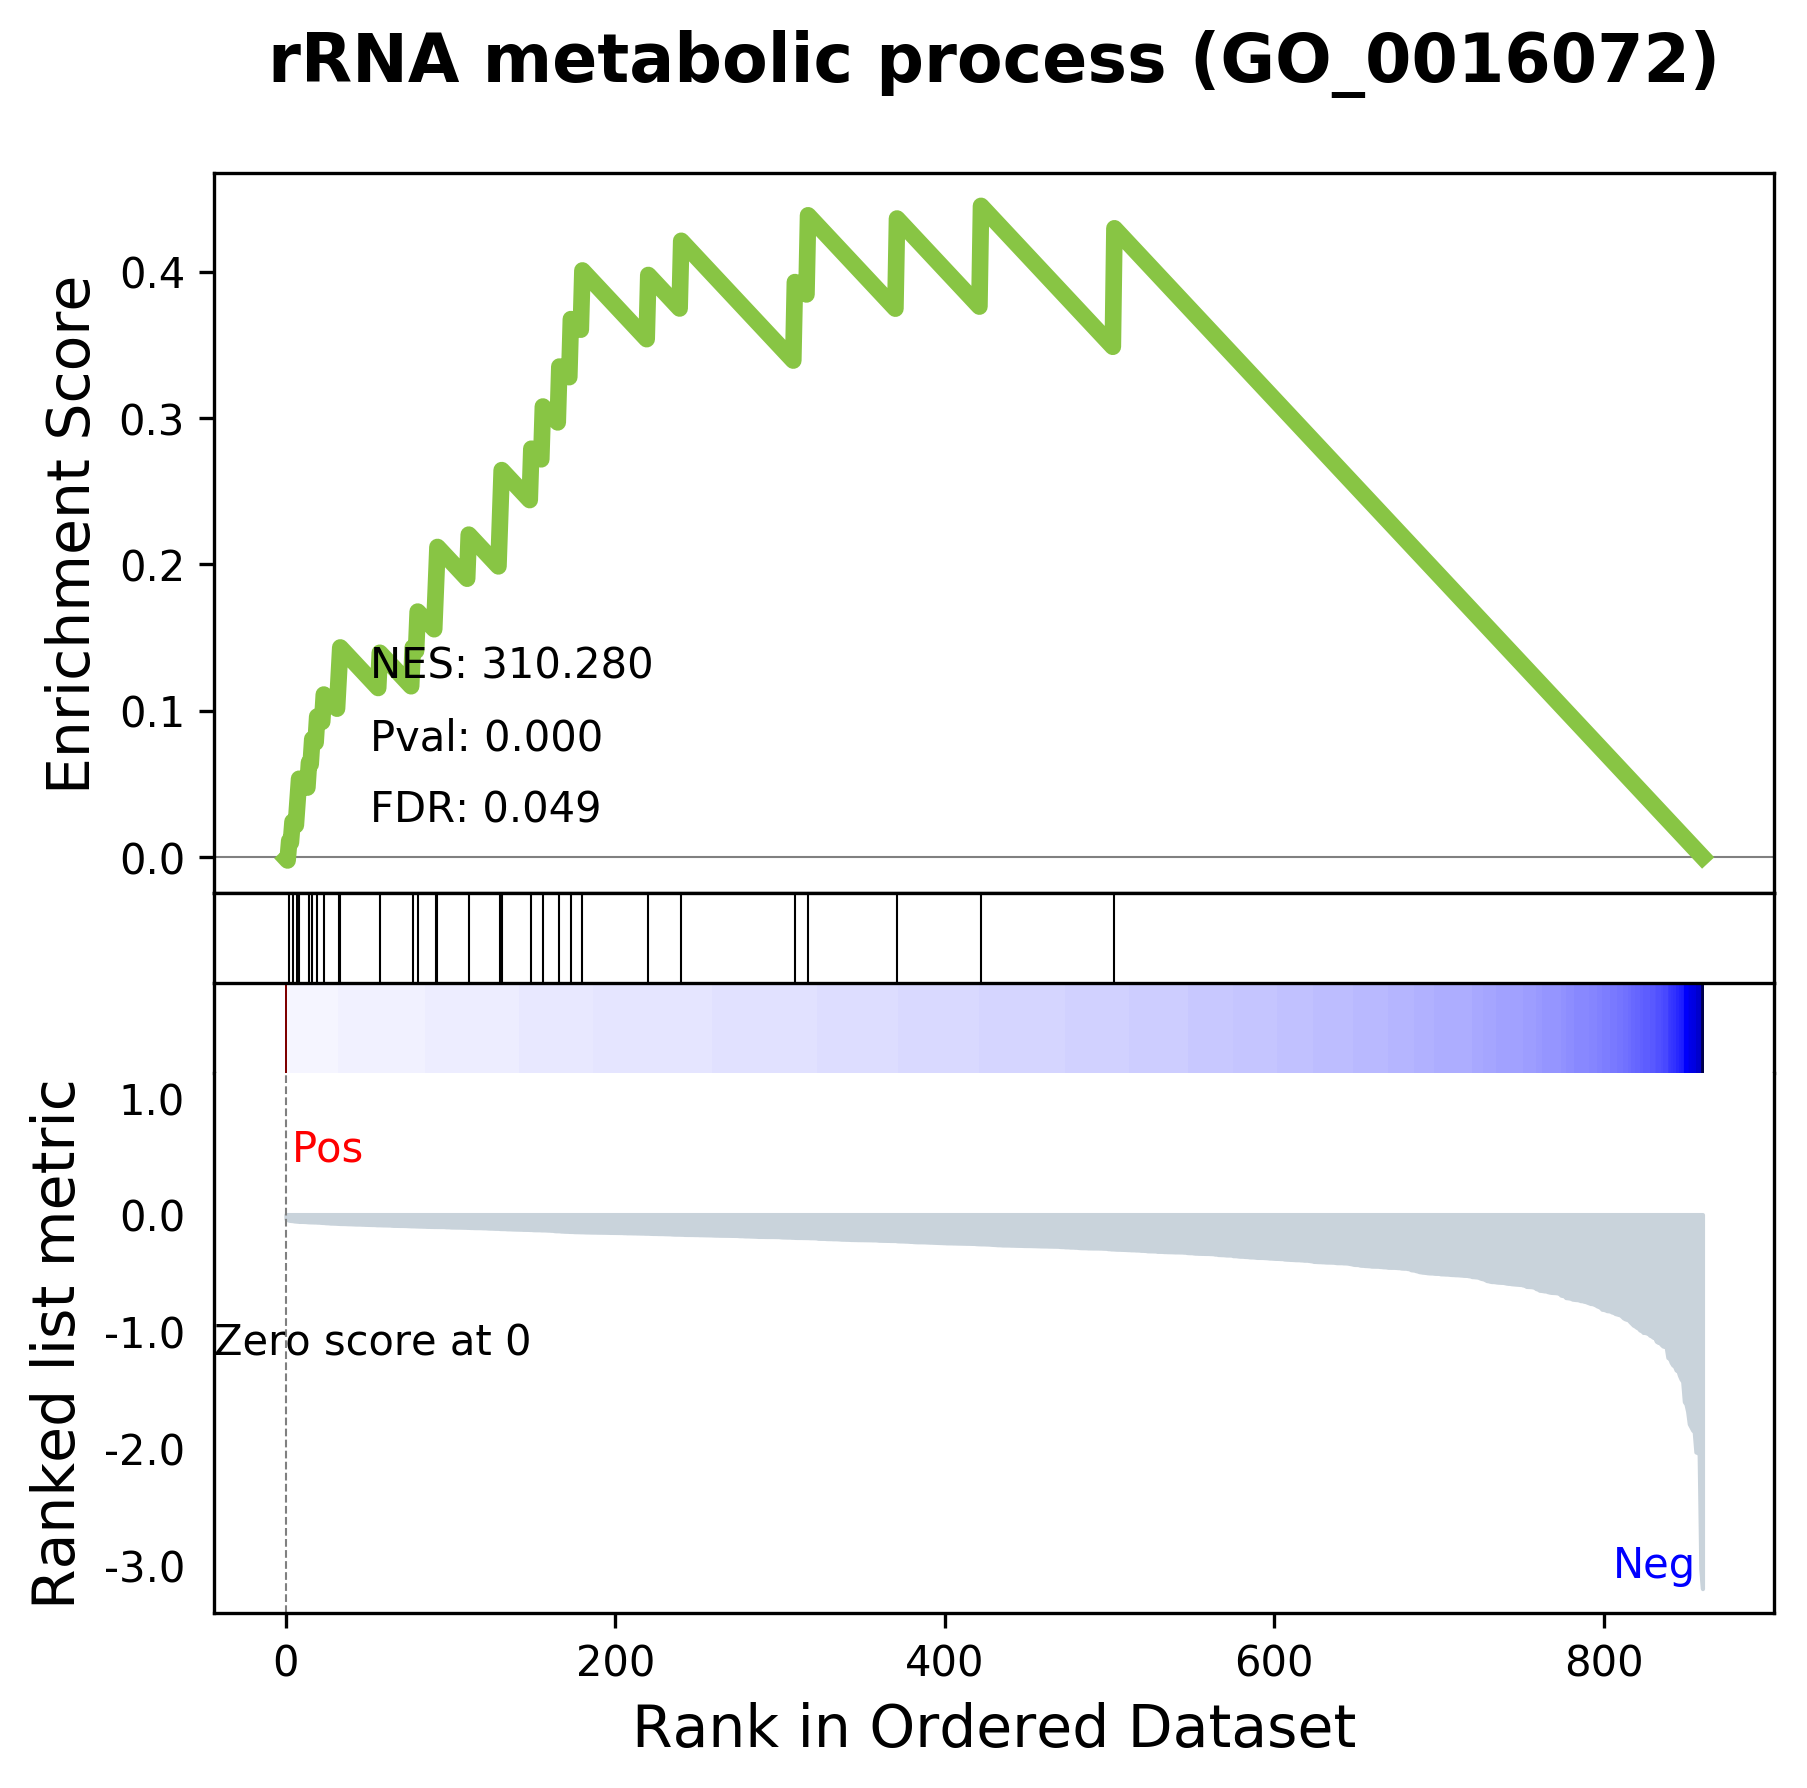 rRNA metabolic process (GO_0016072)
Enrichment Score
0.4
0.3
0.2
0.1
0.0
NES: 310.280
Pval: 0.000
FDR: 0.049
Ranked list metric
1.0
0.0
-1.0
-2.0
-3.0
Pos
Zero score at 0
Neg
0 200 400 600 800
Rank in Ordered Dataset